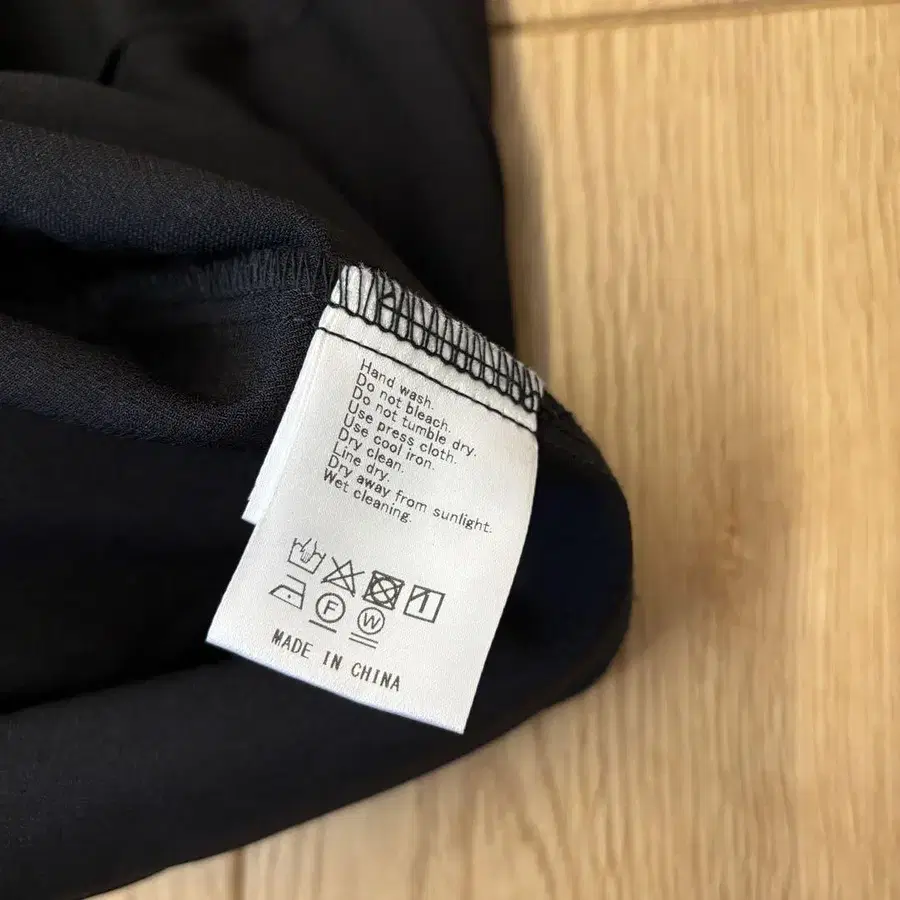 Hand wash.
Do not bleach.
Do not tumble dry.
Use press cloth.
Use cool iron.
Dry clean.
Line dry.
Dry away from sunlight.
Wet cleaning.
F W
MADE IN CHINA